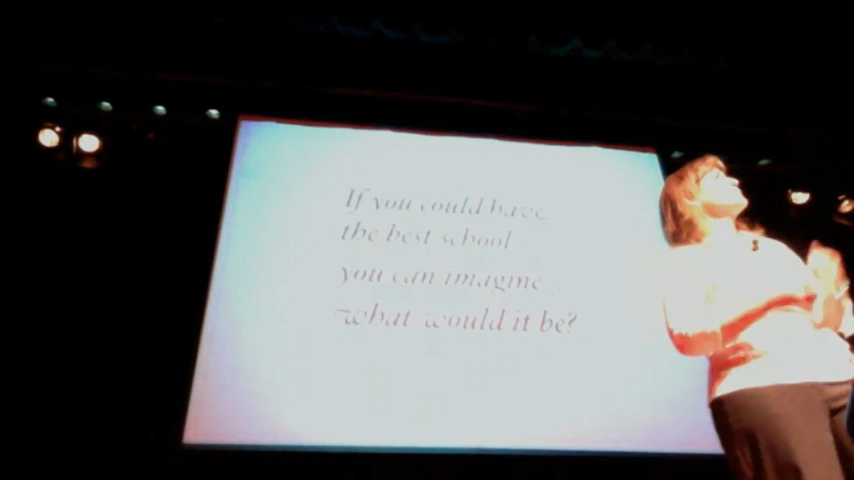 If you could have
the best school
you can imagine...
what would it be?